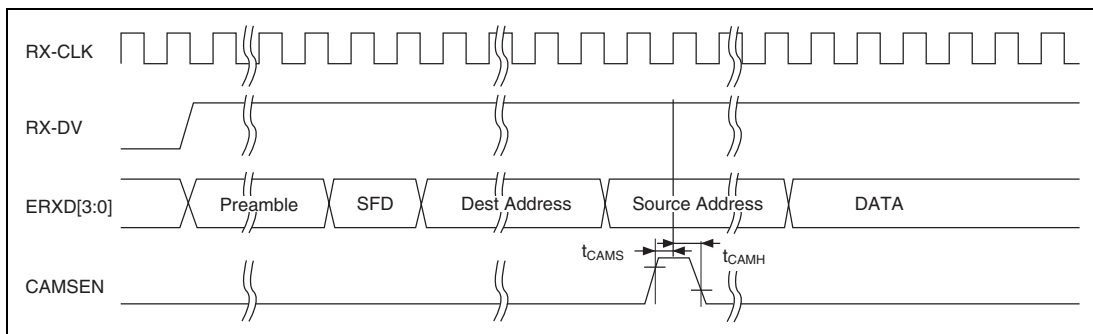 RX-CLK
RX-DV
ERXD[3:0] Preamble SFD Dest Address Source Address DATA
tCAMS tCAMH
CAMSEN